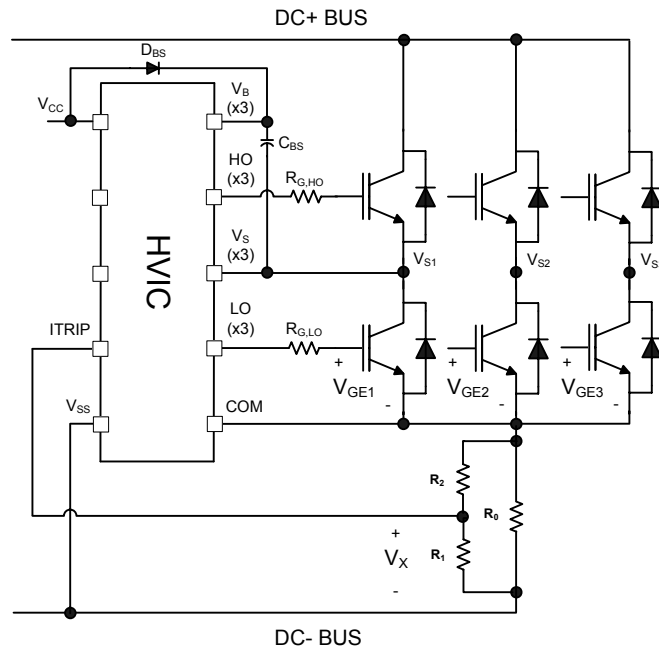 DC+ BUS
D_BS
V_CC
V_B
(x3)
C_BS
HO
(x3)
R_G,HO
V_S
(x3)
V_S1
V_S2
V_S
HVIC
LO
(x3)
R_G,LO
ITRIP
+
V_GE1
-
+
V_GE2
-
+
V_GE3
-
V_SS
COM
R_2
R_0
+
V_X
-
R_1
DC- BUS